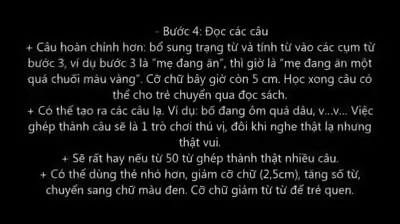 - Bước 4: Đọc các câu
+ Câu hoàn chỉnh hơn: bổ sung trạng từ và tính từ vào các cụm từ
bước 3, ví dụ bước 3 là “mẹ đang ăn”, thì giờ là “mẹ đang ăn một
quả chuối màu vàng”. Cỡ chữ bây giờ còn 5 cm. Học xong câu có
thể cho trẻ chuyển qua đọc sách.
+ Có thể tạo ra các câu lạ. Ví dụ: bố đang ôm quả dâu, v...v... Việc
ghép thành câu sẽ là 1 trò chơi thú vị, đôi khi nghe thật lạ nhưng
thật vui.
+ Sẽ rất hay nếu từ 50 từ ghép thành thật nhiều câu.
+ Có thể dùng thẻ nhỏ hơn, giảm cỡ chữ (2,5cm), tăng số từ,
chuyển sang chữ màu đen. Cỡ chữ giảm từ từ để trẻ quen.